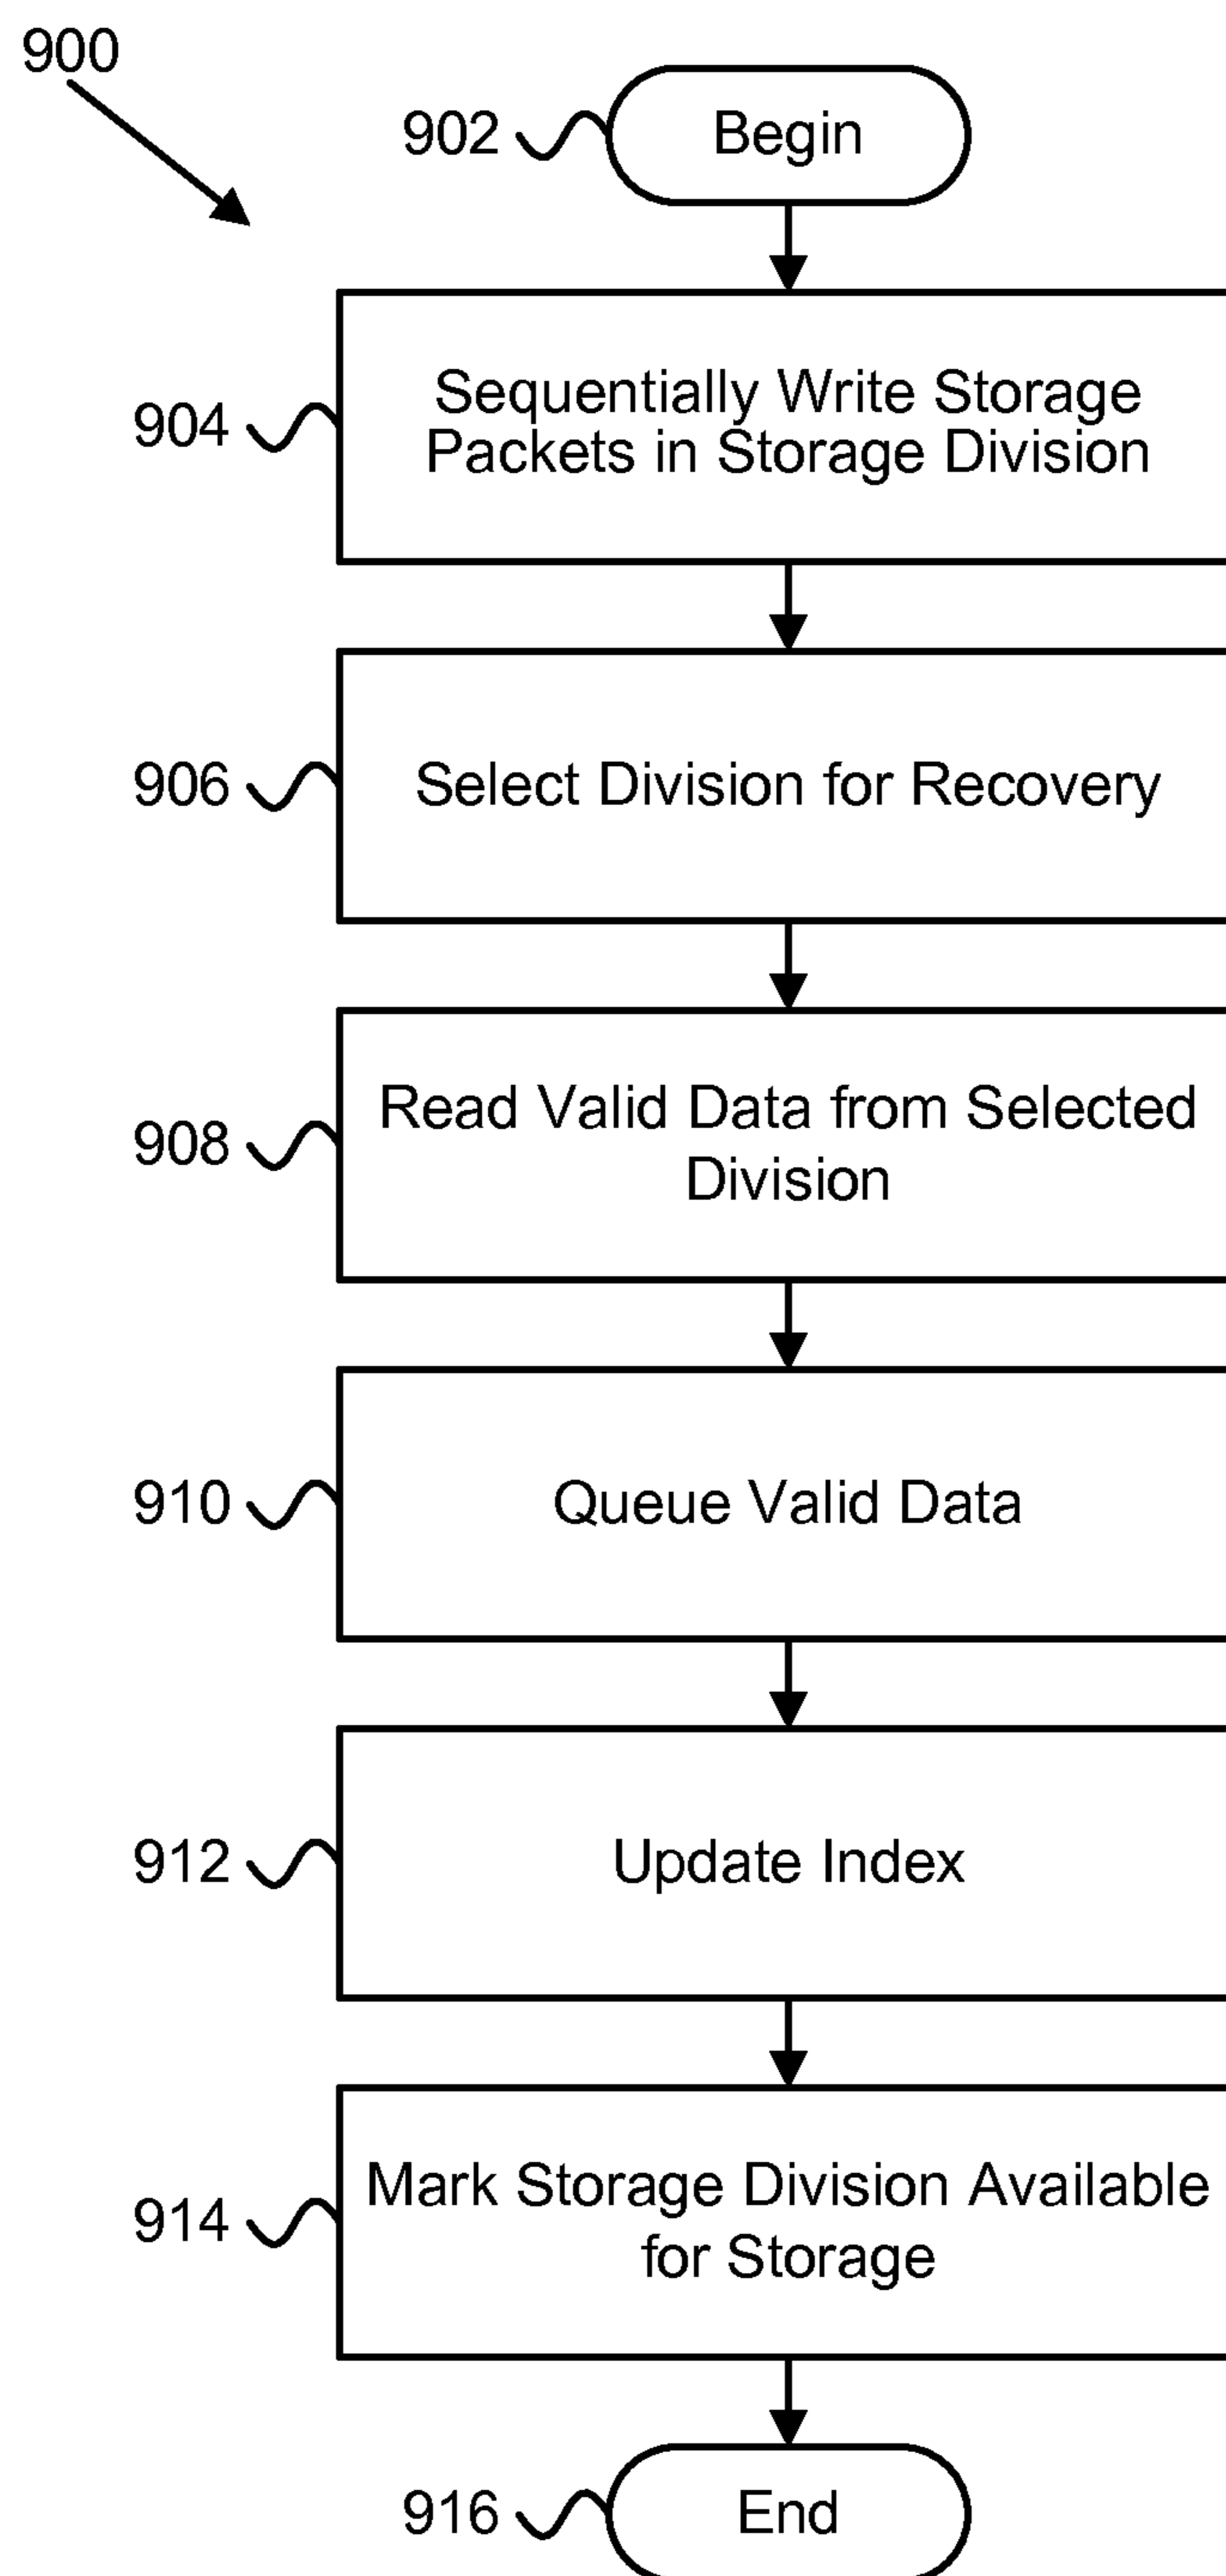 900
902
Begin
904
Sequentially Write Storage
Packets in Storage Division
906
Select Division for Recovery
908
Read Valid Data from Selected
Division
910
Queue Valid Data
912
Update Index
914
Mark Storage Division Available
for Storage
916
End